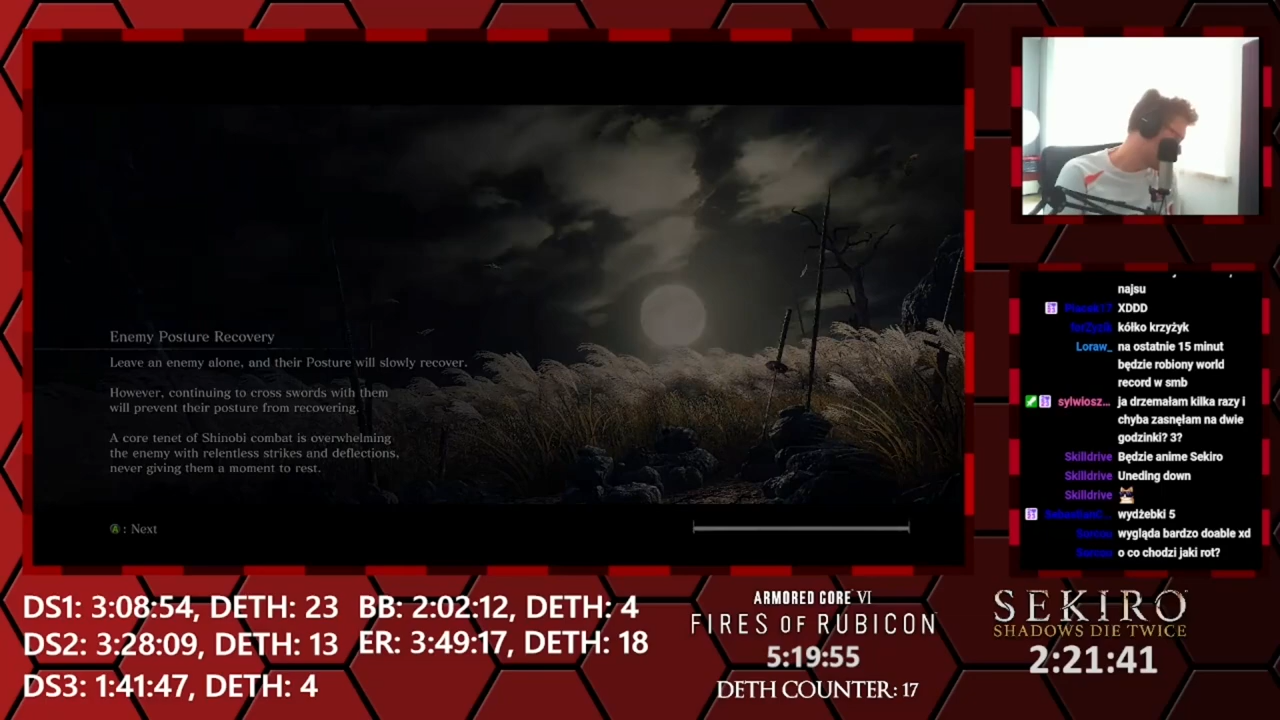 Enemy Posture Recovery
Leave an enemy alone, and their Posture will slowly recover.
However, continuing to cross swords with them
will prevent their posture from recovering.
A core tenet of Shinobi combat is overwhelming
the enemy with relentless strikes and deflections,
never giving them a moment to rest.
A : Next
najsu
XDDD
kółko krzyżyk
Loraw_ na ostatnie 15 minut
będzie robiony world
record w smb
sylwiosz... ja drzemałam kilka razy i
chyba zasnęłam na dwie
godzinki? 3?
Skilldrive Będzie anime Sekiro
Skilldrive Uneding down
Skilldrive
wydżebki 5
wygląda bardzo doable xd
o co chodzi jaki rot?
DS1: 3:08:54, DETH: 23
BB: 2:02:12, DETH: 4
DS2: 3:28:09, DETH: 13
ER: 3:49:17, DETH: 18
DS3: 1:41:47, DETH: 4
ARMORED CORE VI
FIRES OF RUBICON
5:19:55
DETH COUNTER: 17
SEKIRO
SHADOWS DIE TWICE
2:21:41